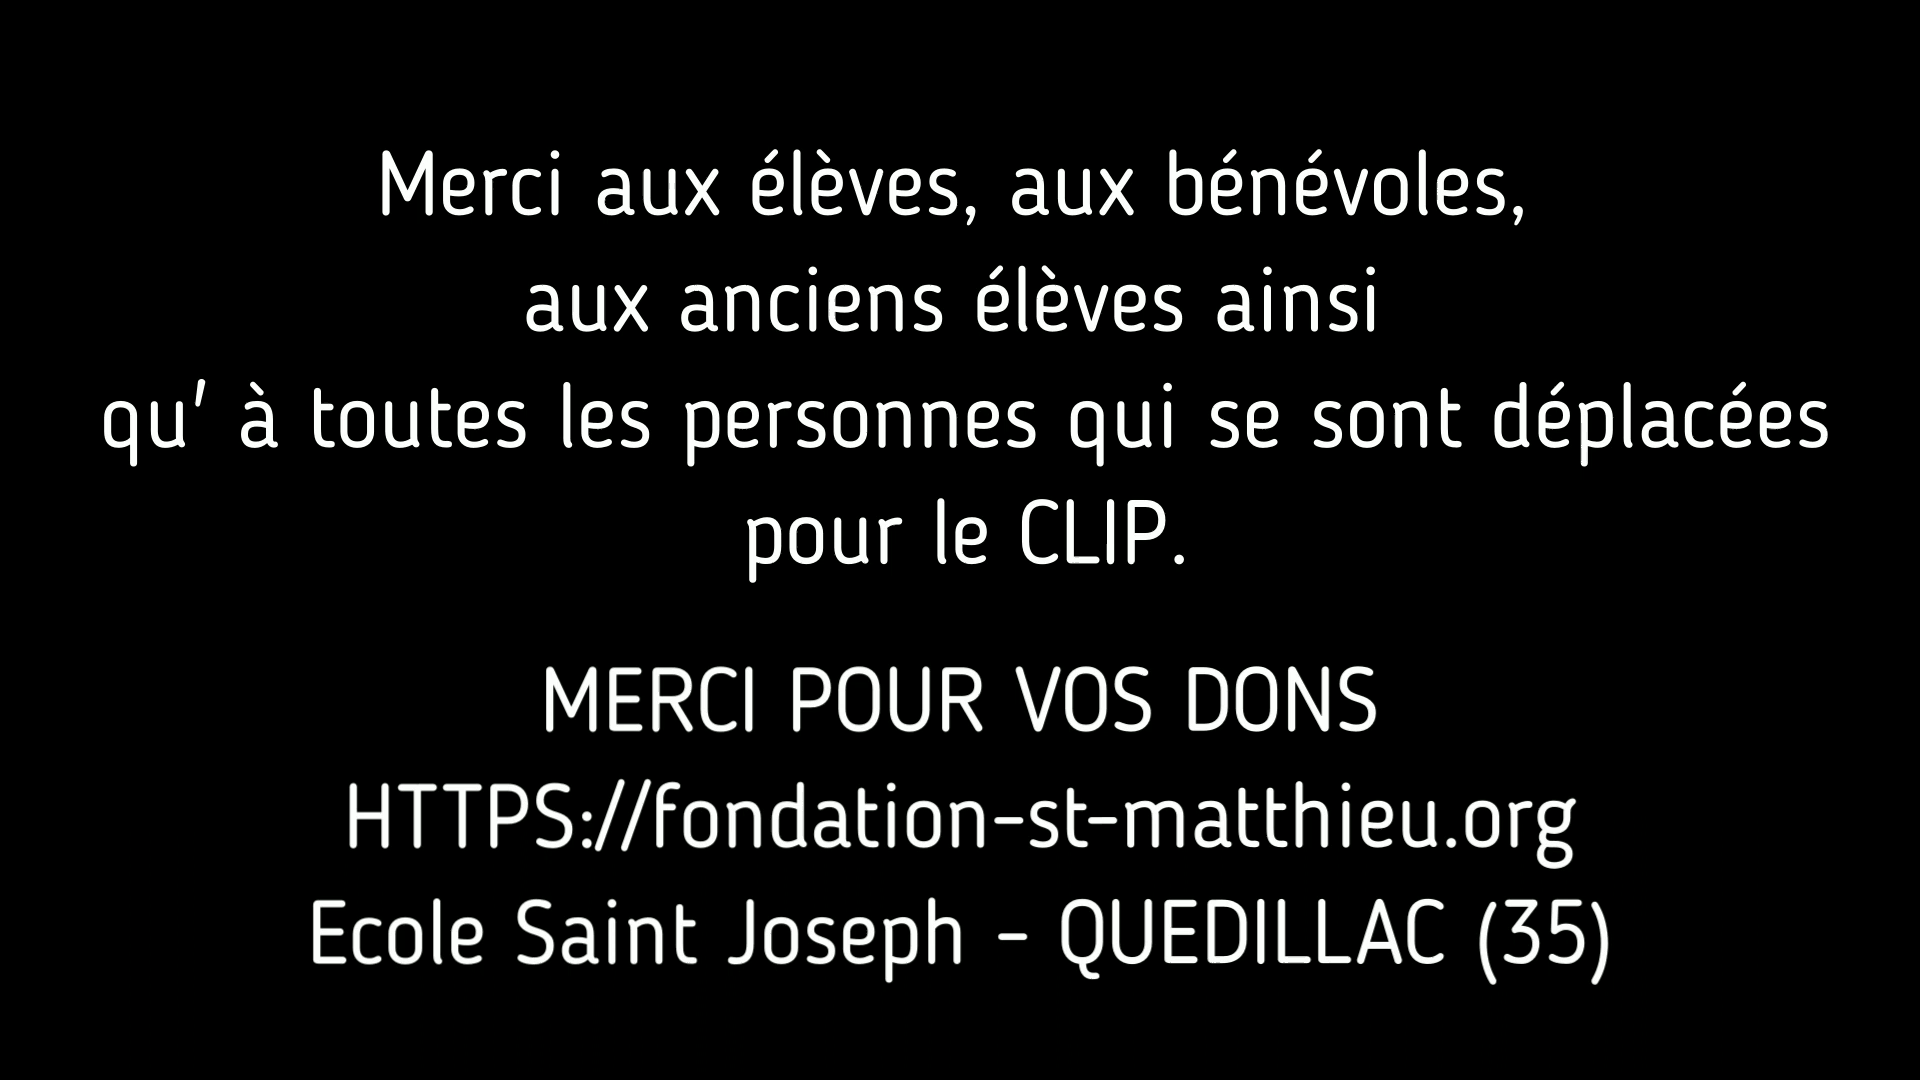 Merci aux élèves, aux bénévoles,
aux anciens élèves ainsi
qu' à toutes les personnes qui se sont déplacées
pour le CLIP.
MERCI POUR VOS DONS
HTTPS://fondation-st-matthieu.org
Ecole Saint Joseph - QUEDILLAC (35)